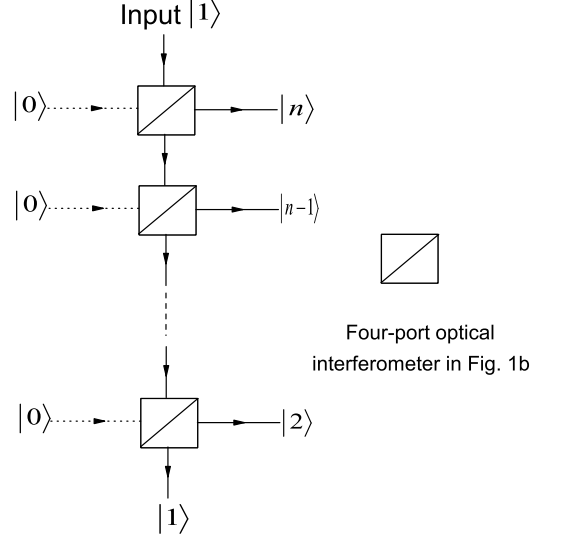 Input |1⟩
|0⟩ |n⟩
|0⟩ |n−1⟩
Four-port optical
interferometer in Fig. 1b
|0⟩ |2⟩
|1⟩